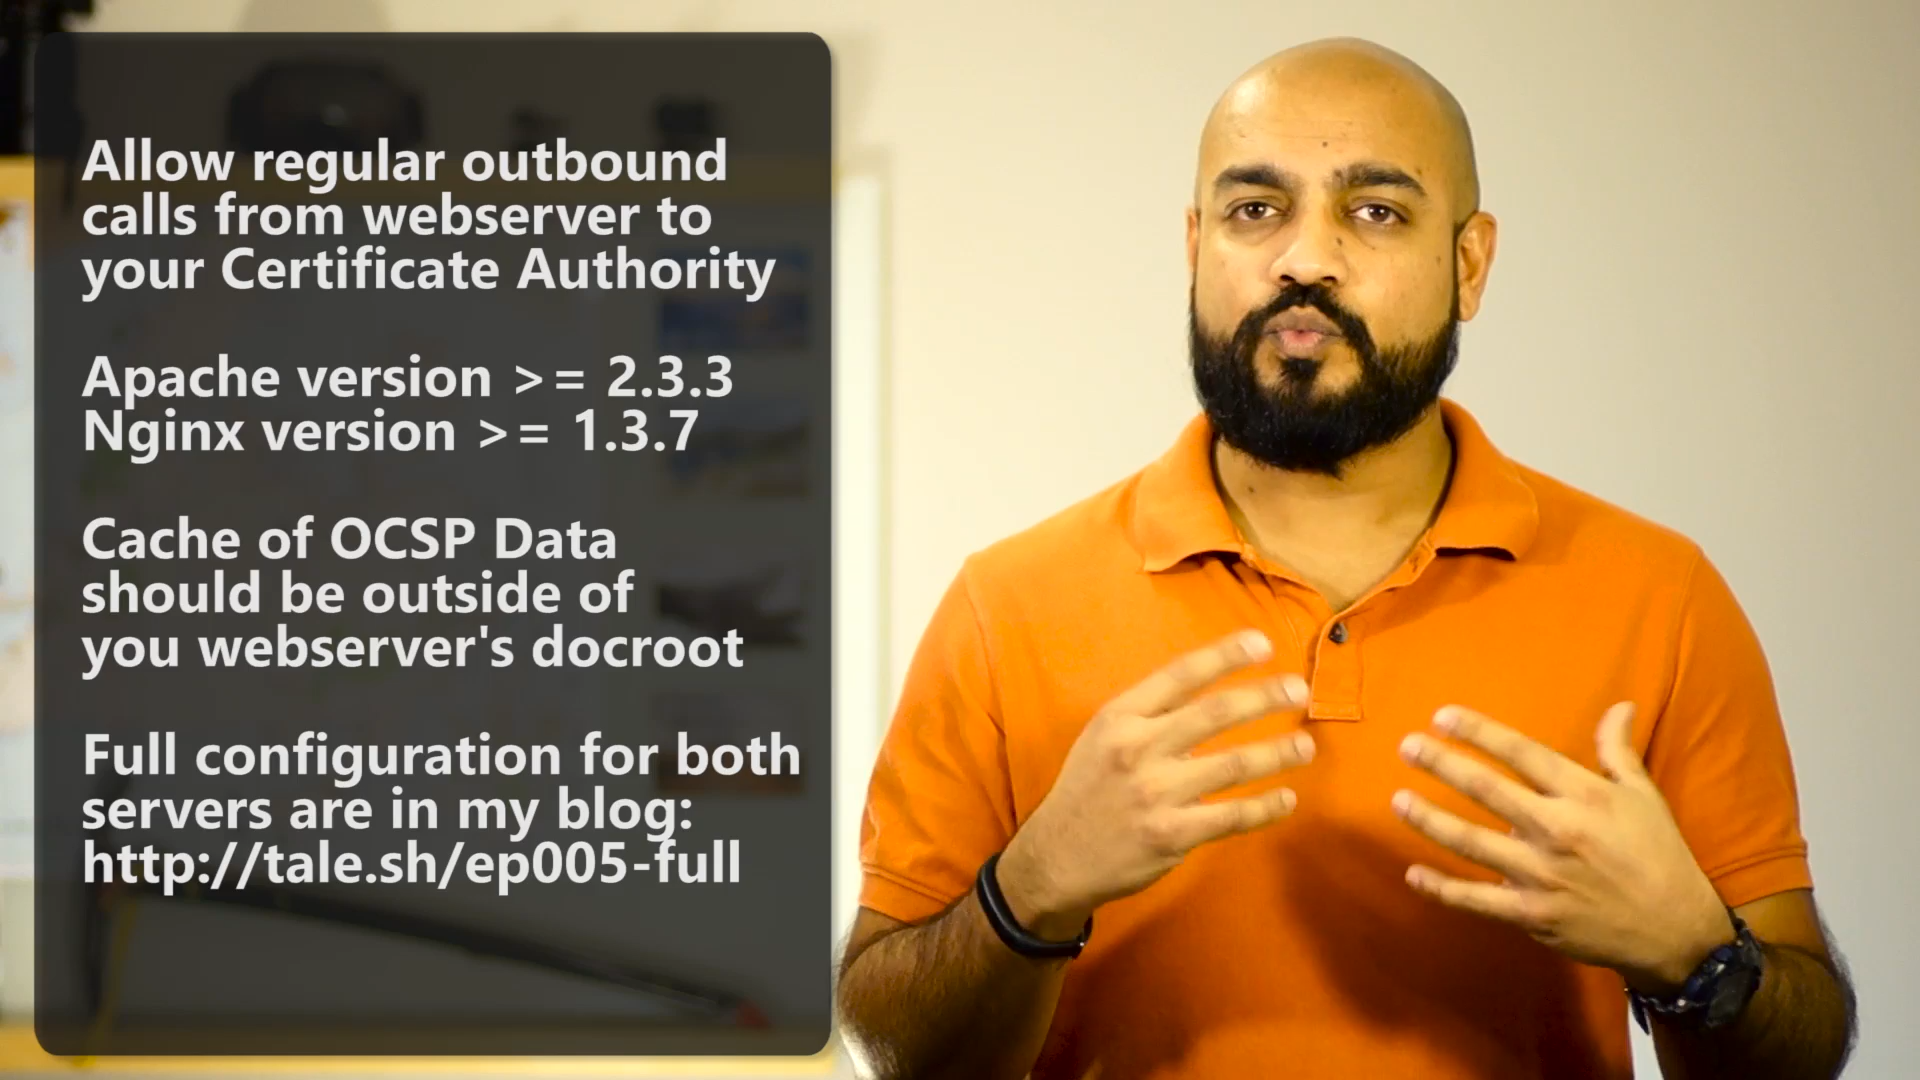 Allow regular outbound
calls from webserver to
your Certificate Authority
Apache version >= 2.3.3
Nginx version >= 1.3.7
Cache of OCSP Data
should be outside of
you webserver's docroot
Full configuration for both
servers are in my blog:
http://tale.sh/ep005-full